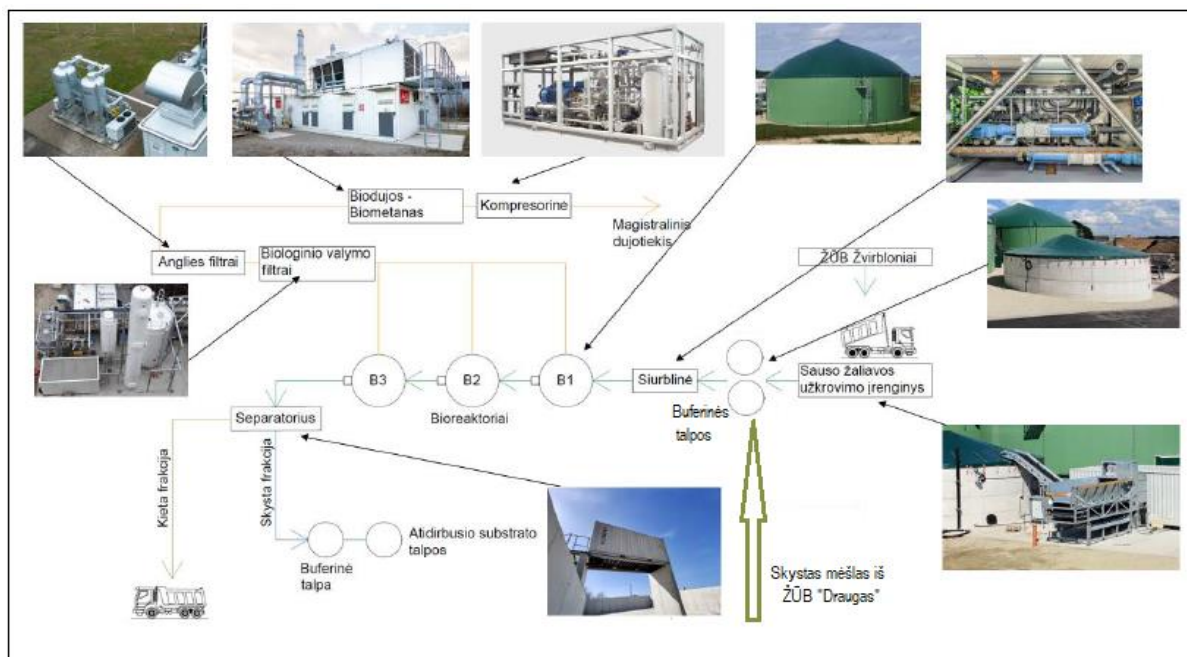 Biodujos -
Biometanas
Kompresorinė
Magistralinis
dujotiekis
Anglies filtrai
Biologinio valymo
filtrai
ŽŪB Žvirbloniai
B3
B2
B1
Siurblinė
Sauso žaliavos
užkrovimo įrenginys
Bioreaktoriai
Buferinės
talpos
Separatorius
Kieta frakcija
Skysta frakcija
Atidirbusio substrato
talpos
Buferinė
talpa
Skystas mėšlas iš
ŽŪB "Draugas"